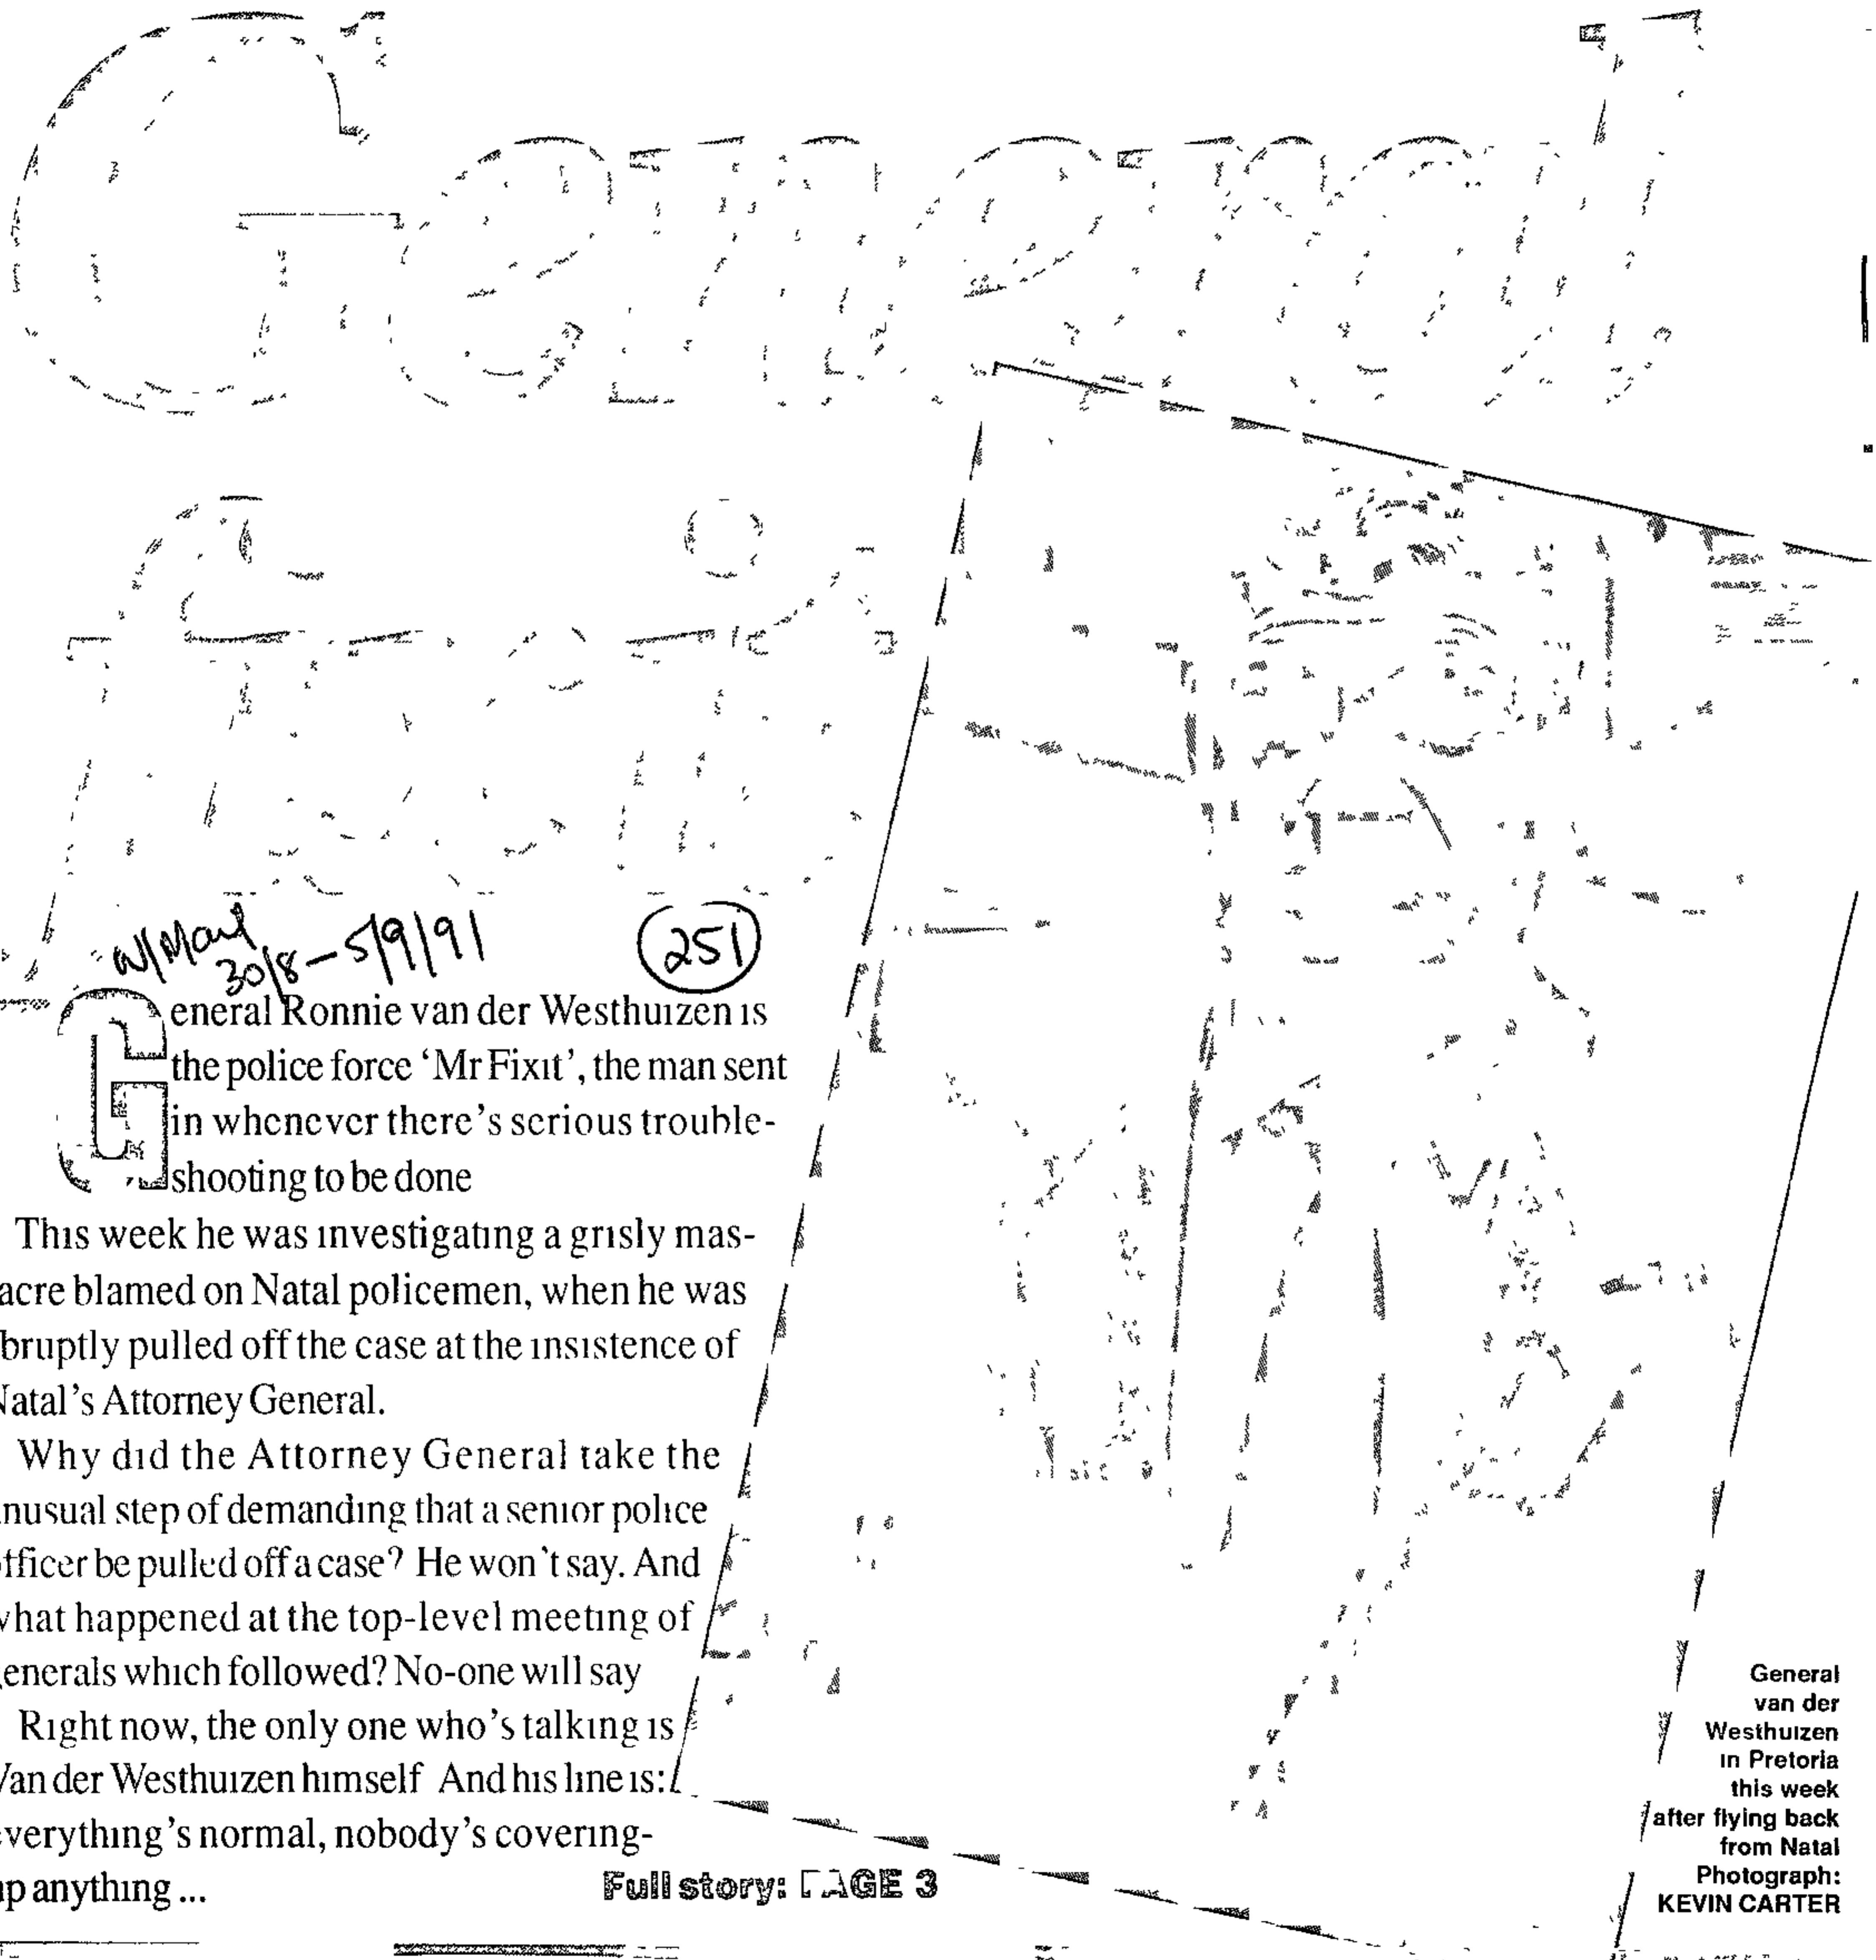 General
W/Mail
30/8 – 5/9/91
251
General Ronnie van der Westhuizen is
the police force ‘Mr Fixit’, the man sent
in whenever there’s serious trouble-
shooting to be done
This week he was investigating a grisly mas-
acre blamed on Natal policemen, when he was
bruptly pulled off the case at the insistence of
Natal’s Attorney General.
Why did the Attorney General take the
nusual step of demanding that a senior police
officer be pulled off a case? He won’t say. And
what happened at the top-level meeting of
generals which followed? No-one will say
Right now, the only one who’s talking is
Van der Westhuizen himself And his line is:
everything’s normal, nobody’s covering-
up anything ...
Full story: PAGE 3
General
van der
Westhuizen
in Pretoria
this week
after flying back
from Natal
Photograph:
KEVIN CARTER